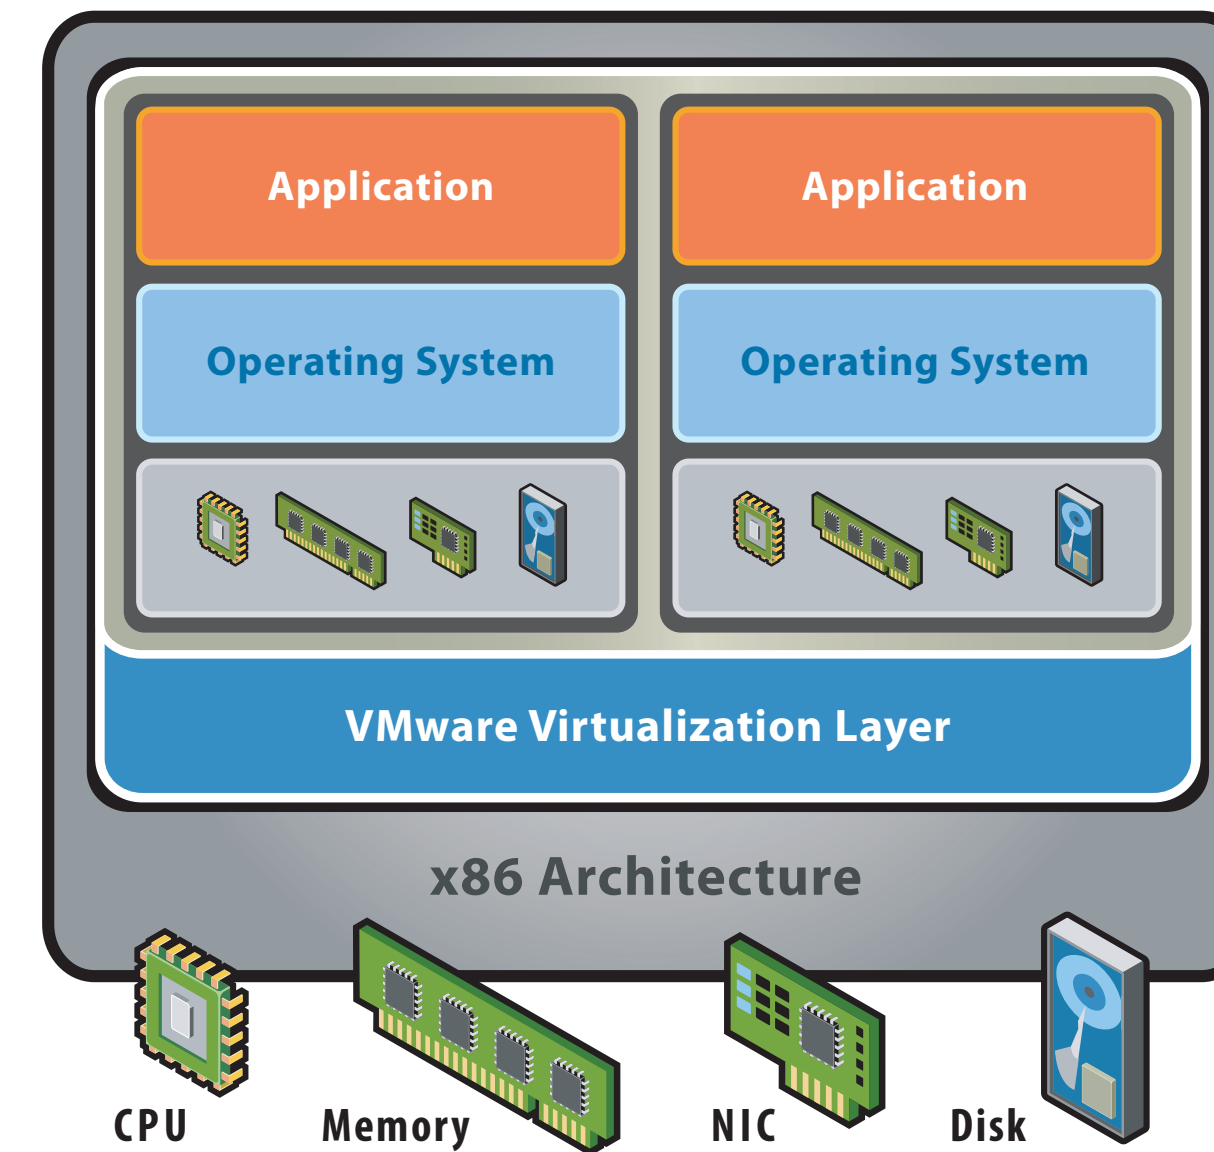 Application
Application
Operating System
Operating System
VMware Virtualization Layer
x86 Architecture
CPU
Memory
NIC
Disk